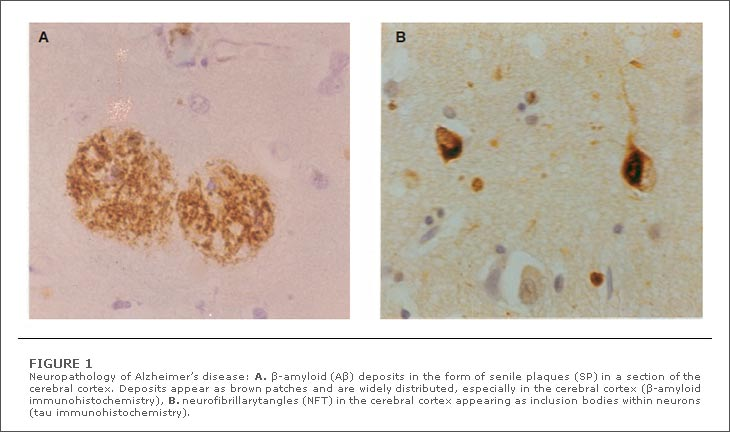 A
B
FIGURE 1
Neuropathology of Alzheimer's disease: A. β-amyloid (Aβ) deposits in the form of senile plaques (SP) in a section of the
cerebral cortex. Deposits appear as brown patches and are widely distributed, especially in the cerebral cortex (β-amyloid
immunohistochemistry), B. neurofibrillarytangles (NFT) in the cerebral cortex appearing as inclusion bodies within neurons
(tau immunohistochemistry).